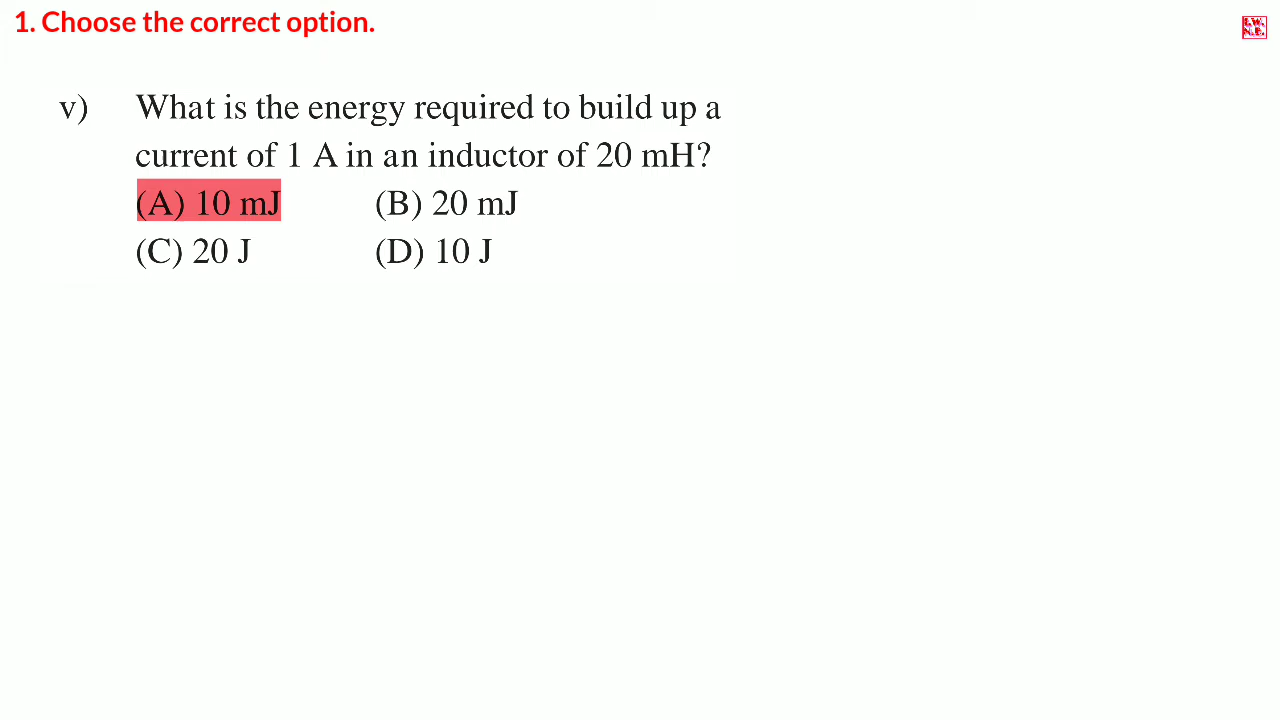 1. Choose the correct option.
v) What is the energy required to build up a
current of 1 A in an inductor of 20 mH?
(A) 10 mJ (B) 20 mJ
(C) 20 J (D) 10 J